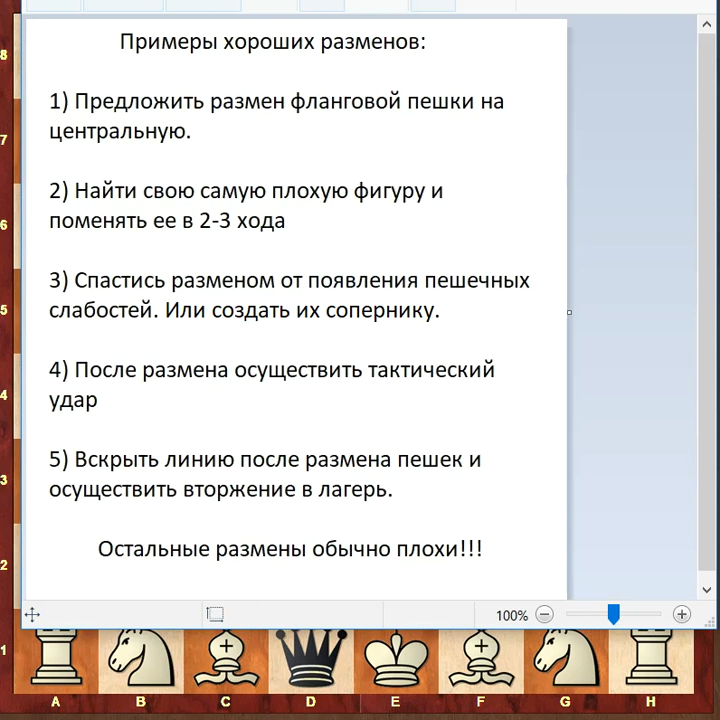 Примеры хороших разменов:
1) Предложить размен фланговой пешки на
центральную.
2) Найти свою самую плохую фигуру и
поменять ее в 2-3 хода
3) Спастись разменом от появления пешечных
слабостей. Или создать их сопернику.
4) После размена осуществить тактический
удар
5) Вскрыть линию после размена пешек и
осуществить вторжение в лагерь.
Остальные размены обычно плохи!!!
100%
8
7
6
5
4
3
2
1
A B C D E F G H